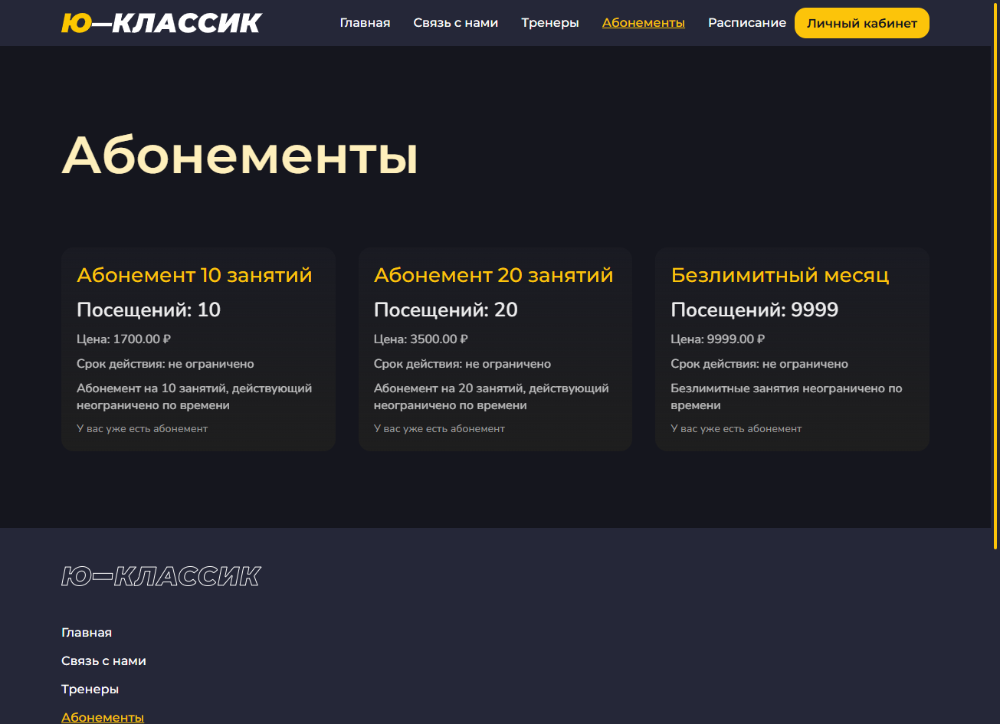 Ю—КЛАССИК
Главная Связь с нами Тренеры Абонементы Расписание Личный кабинет
Абонементы
Абонемент 10 занятий
Посещений: 10
Цена: 1700.00 ₽
Срок действия: не ограничено
Абонемент на 10 занятий, действующий
неограничено по времени
У вас уже есть абонемент
Абонемент 20 занятий
Посещений: 20
Цена: 3500.00 ₽
Срок действия: не ограничено
Абонемент на 20 занятий, действующий
неограничено по времени
У вас уже есть абонемент
Безлимитный месяц
Посещений: 9999
Цена: 9999.00 ₽
Срок действия: не ограничено
Безлимитные занятия неограничено по
времени
У вас уже есть абонемент
Ю—КЛАССИК
Главная
Связь с нами
Тренеры
Абонементы